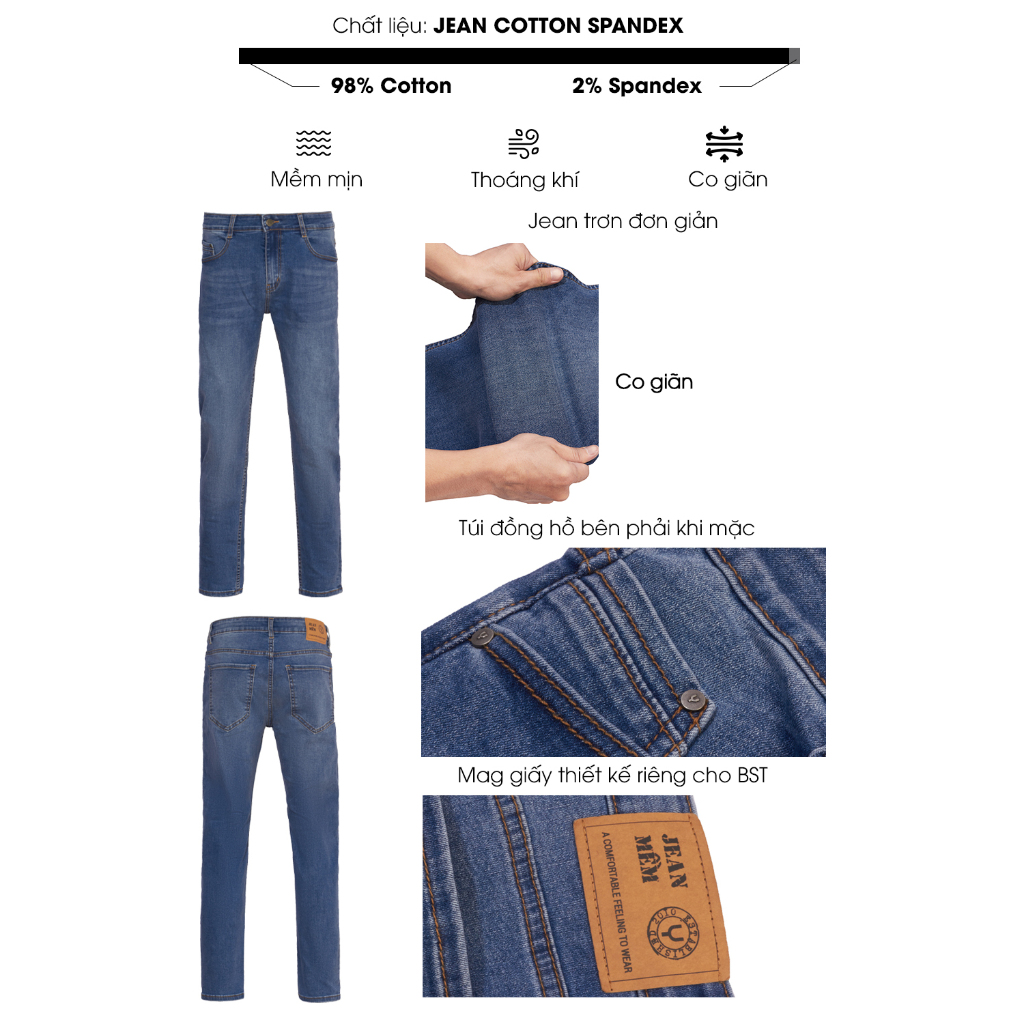 Chất liệu: JEAN COTTON SPANDEX
98% Cotton
2% Spandex
Mềm mịn
Thoáng khí
Co giãn
Jean trơn đơn giản
Co giãn
Túi đồng hồ bên phải khi mặc
Mag giấy thiết kế riêng cho BST
JEAN
MỀM
A COMFORTABLE FEELING TO WEAR
2010 ESTABLISHED
Y